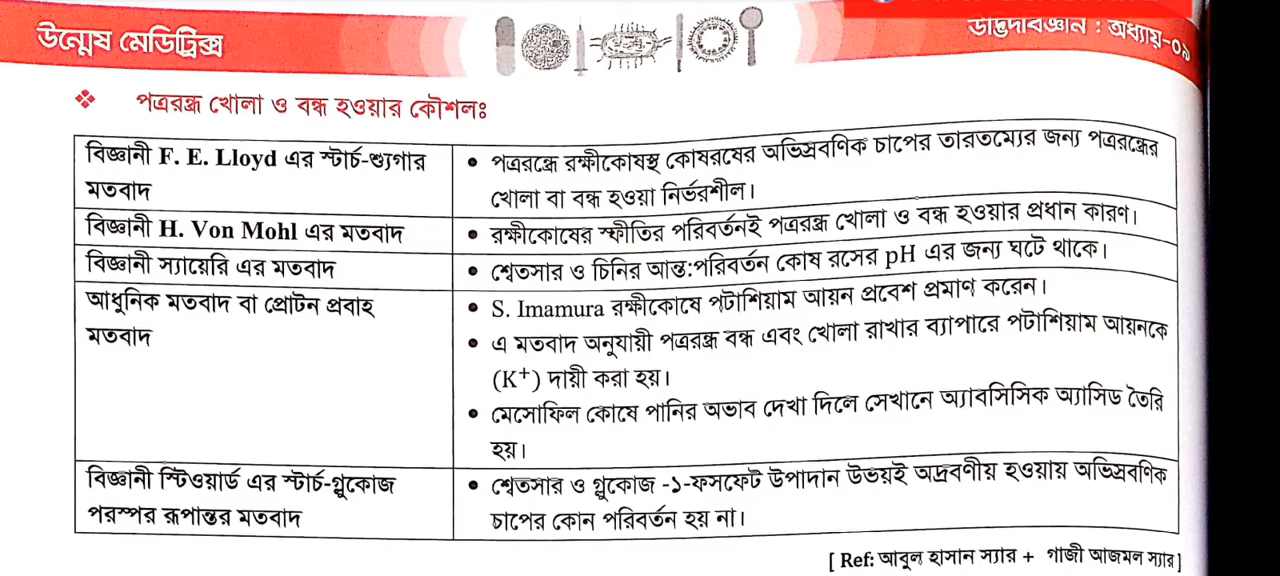 উন্মেষ মেডিট্রিক্স
উদ্ভিদবিজ্ঞান : অধ্যায়-০৯
❖ পত্ররন্ধ্র খোলা ও বন্ধ হওয়ার কৌশলঃ
বিজ্ঞানী F. E. Lloyd এর স্টার্চ-শ্যুগার
মতবাদ
• পত্ররন্ধ্রে রক্ষীকোষস্থ কোষরষের অভিস্রবণিক চাপের তারতম্যের জন্য পত্ররন্ধ্রের
খোলা বা বন্ধ হওয়া নির্ভরশীল।
বিজ্ঞানী H. Von Mohl এর মতবাদ
• রক্ষীকোষের স্ফীতির পরিবর্তনই পত্ররন্ধ্র খোলা ও বন্ধ হওয়ার প্রধান কারণ।
বিজ্ঞানী স্যায়েরি এর মতবাদ
• শ্বেতসার ও চিনির আন্ত:পরিবর্তন কোষ রসের pH এর জন্য ঘটে থাকে।
আধুনিক মতবাদ বা প্রোটন প্রবাহ
মতবাদ
• S. Imamura রক্ষীকোষে পটাশিয়াম আয়ন প্রবেশ প্রমাণ করেন।
• এ মতবাদ অনুযায়ী পত্ররন্ধ্র বন্ধ এবং খোলা রাখার ব্যাপারে পটাশিয়াম আয়নকে
(K⁺) দায়ী করা হয়।
• মেসোফিল কোষে পানির অভাব দেখা দিলে সেখানে অ্যাবসিসিক অ্যাসিড তৈরি
হয়।
বিজ্ঞানী স্টিওয়ার্ড এর স্টার্চ-গ্লুকোজ
পরস্পর রূপান্তর মতবাদ
• শ্বেতসার ও গ্লুকোজ -১-ফসফেট উপাদান উভয়ই অদ্রবণীয় হওয়ায় অভিস্রবণিক
চাপের কোন পরিবর্তন হয় না।
[ Ref: আবুল হাসান স্যার + গাজী আজমল স্যার]